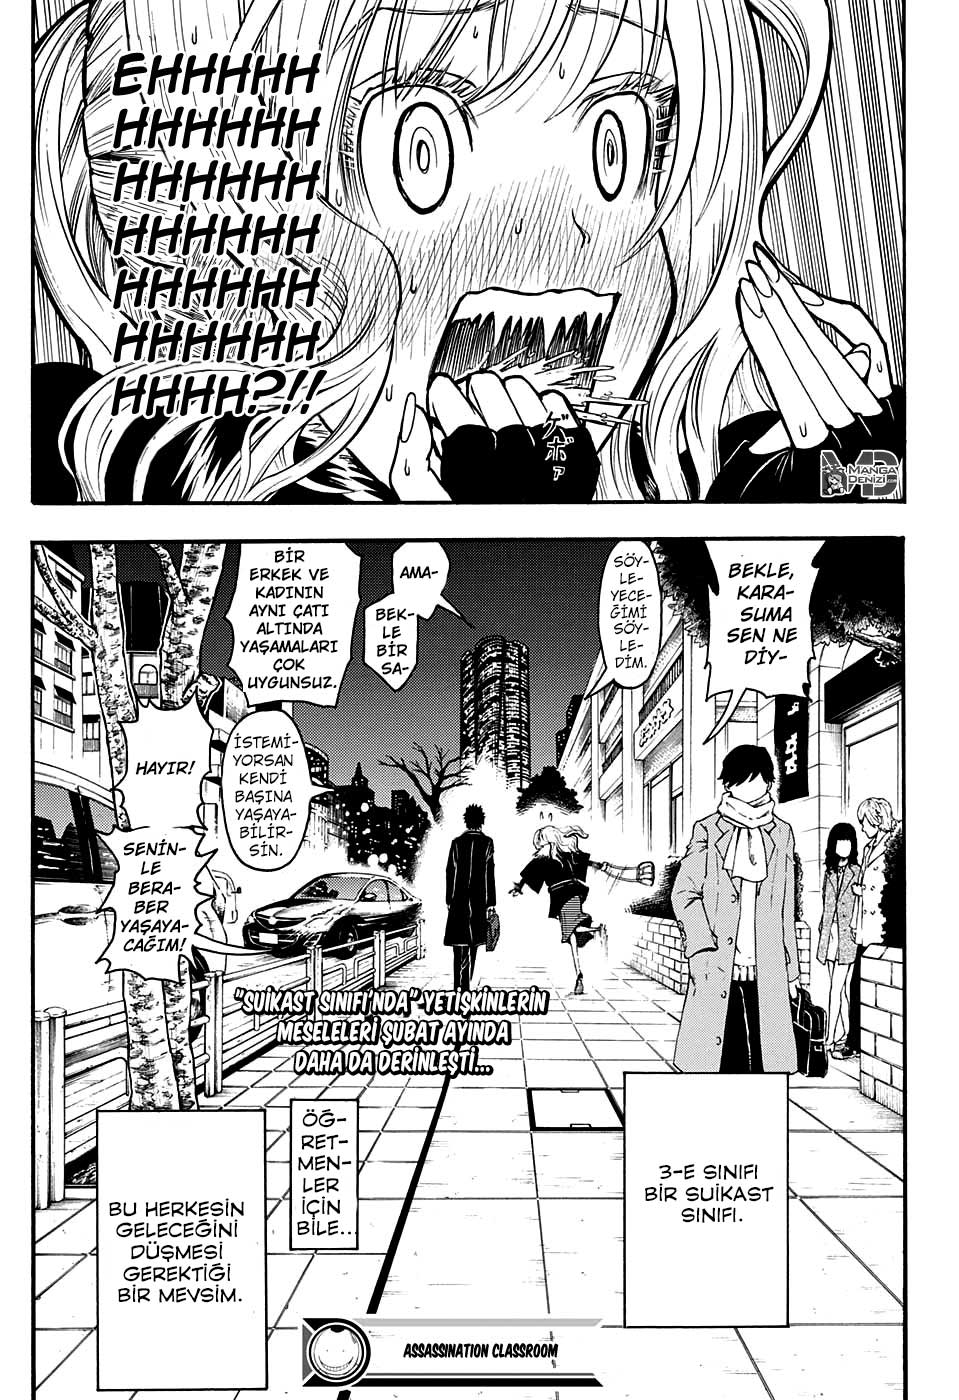 EHHHHH
HHHHHH
HHHHHH
HHHHHH
HHHHHH
HHHHHH
HHHH?!!
ゲボァ
MANGA
DENİZİ.com
BEKLE,
KARA-
SUMA
SEN NE
DİY-
SÖY-
LE-
YECE-
ĞİMİ
SÖY-
LE-
DİM.
AMA-
BEK-
LE BİR
SA-
BİR
ERKEK VE
KADININ
AYNI ÇATI
ALTINDA
YAŞAMALARI
ÇOK
UYGUNSUZ.
İSTEMİ-
YORSAN
KENDİ
BAŞINA
YAŞAYA-
BİLİR-
SİN.
HAYIR!
SENİN-
LE
BERA-
BER
YAŞAYA-
CAĞIM!
"SUİKAST SINIFI'NDA" YETİŞKİNLERİN
MESELELERİ ŞUBAT AYINDA
DAHA DA DERİNLEŞTİ...
3-E SINIFI
BİR SUİKAST
SINIFI.
ÖĞ-
RET-
MEN-
LER
İÇİN
BİLE...
BU HERKESİN
GELECEĞİNİ
DÜŞMESİ
GEREKTİĞİ
BİR MEVSİM.
ASSASSINATION CLASSROOM